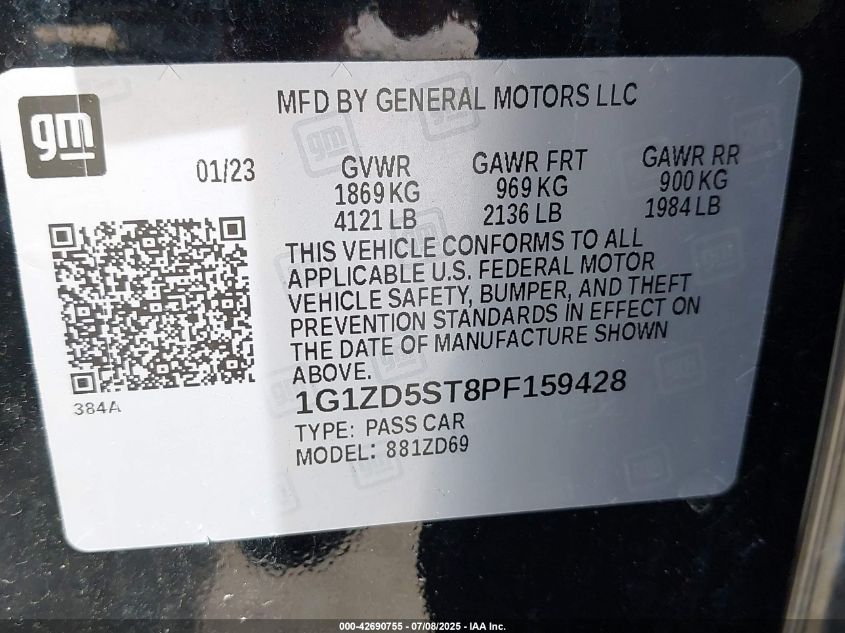 gm
MFD BY GENERAL MOTORS LLC
01/23
GVWR
1869 KG
4121 LB
GAWR FRT
969 KG
2136 LB
GAWR RR
900 KG
1984 LB
THIS VEHICLE CONFORMS TO ALL
APPLICABLE U.S. FEDERAL MOTOR
VEHICLE SAFETY, BUMPER, AND THEFT
PREVENTION STANDARDS IN EFFECT ON
THE DATE OF MANUFACTURE SHOWN
ABOVE.
384A
1G1ZD5ST8PF159428
TYPE: PASS CAR
MODEL: 881ZD69
000-42690755 - 07/08/2025 - IAA Inc.